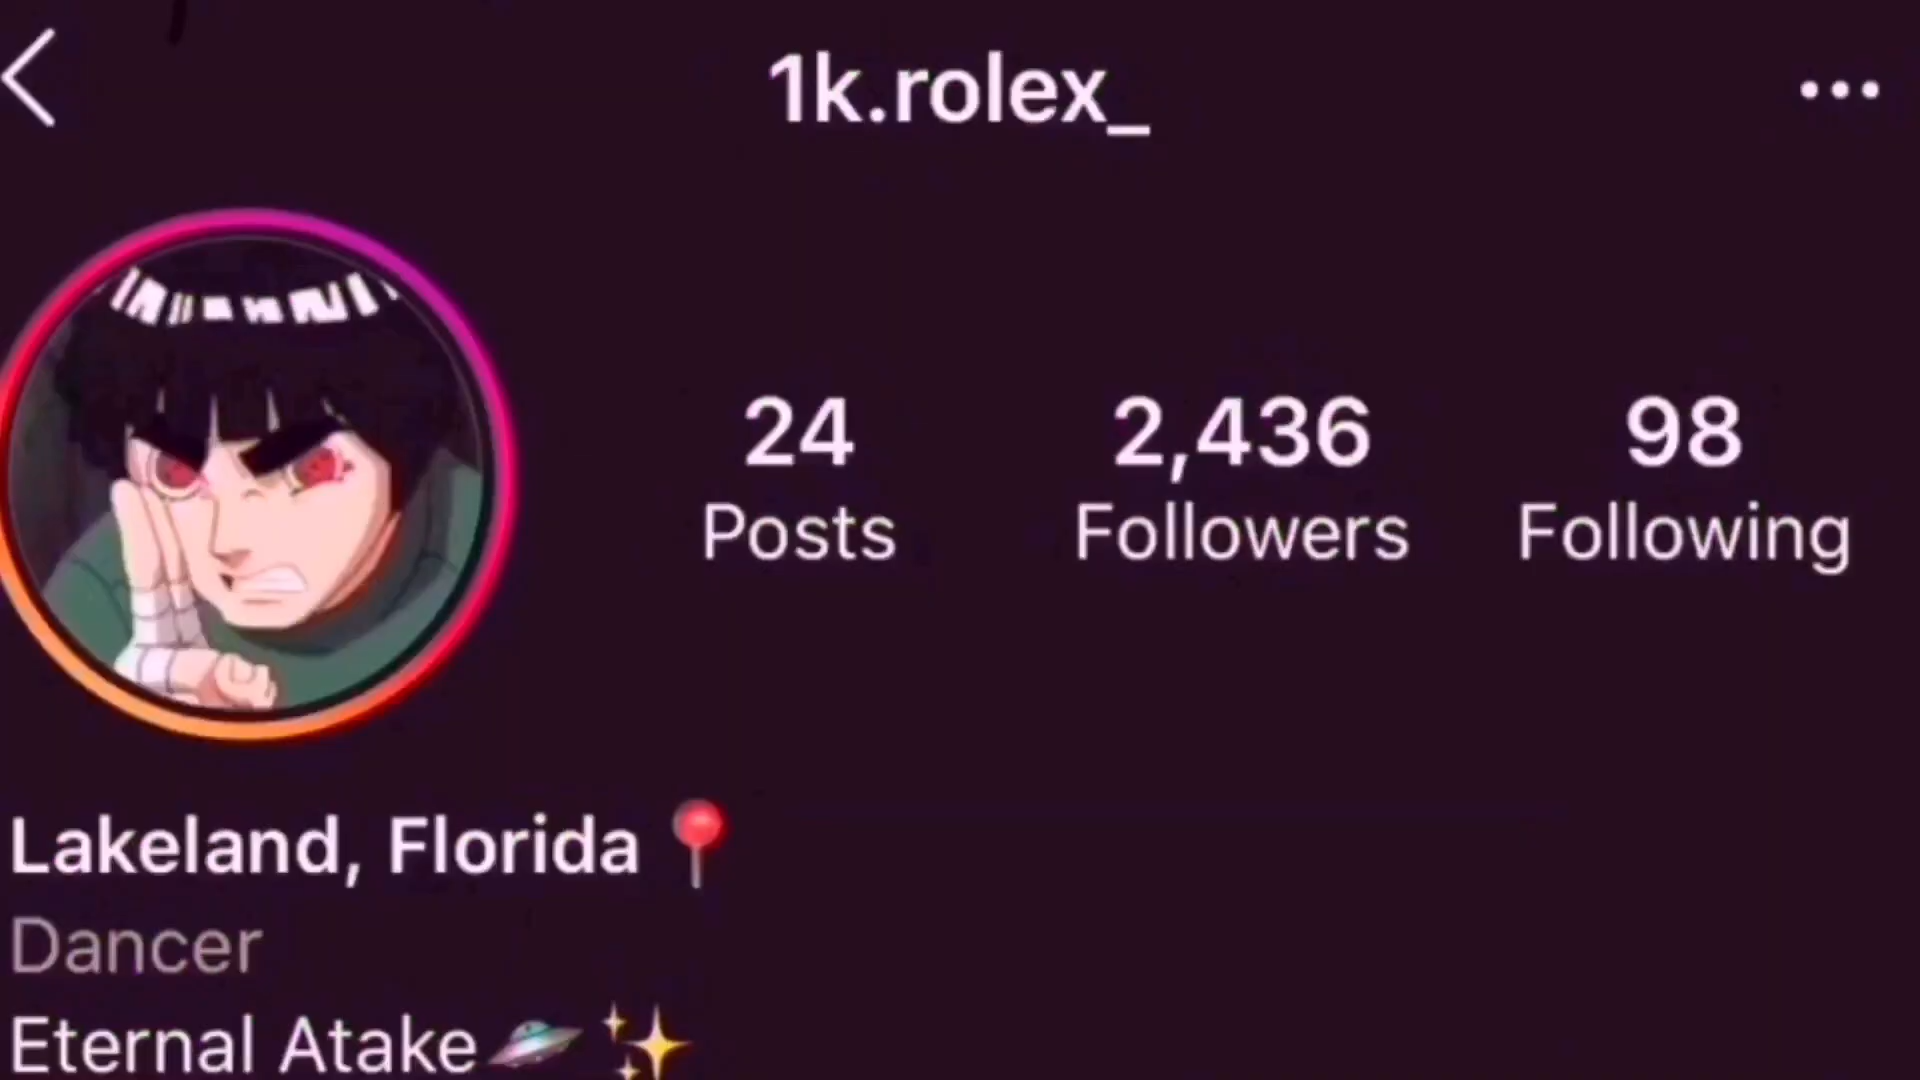 1k.rolex_
24 2,436 98
Posts Followers Following
Lakeland, Florida 📍
Dancer
Eternal Atake🛸 ✨